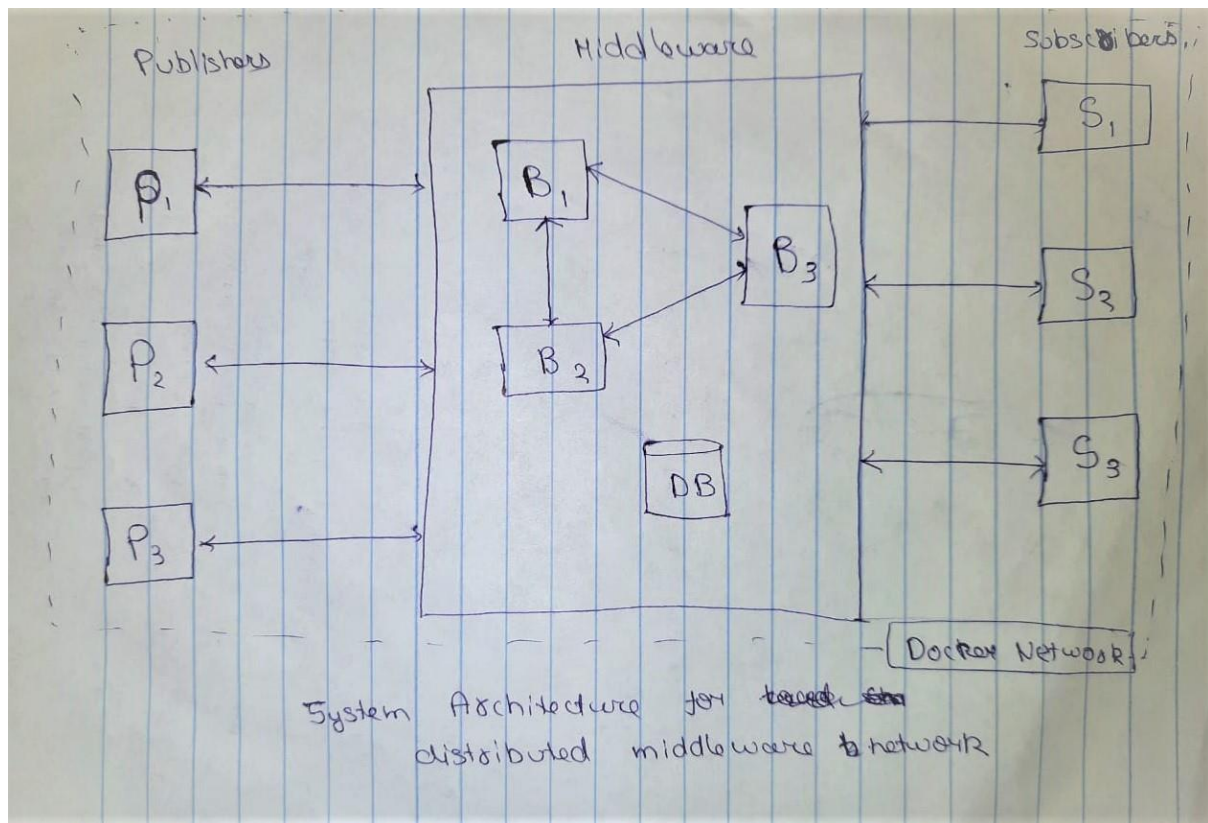 Publishers
Middleware
Subscribers
P1
P2
P3
B1
B2
B3
DB
S1
S2
S3
Docker Network
System Architecture for
distributed middleware network